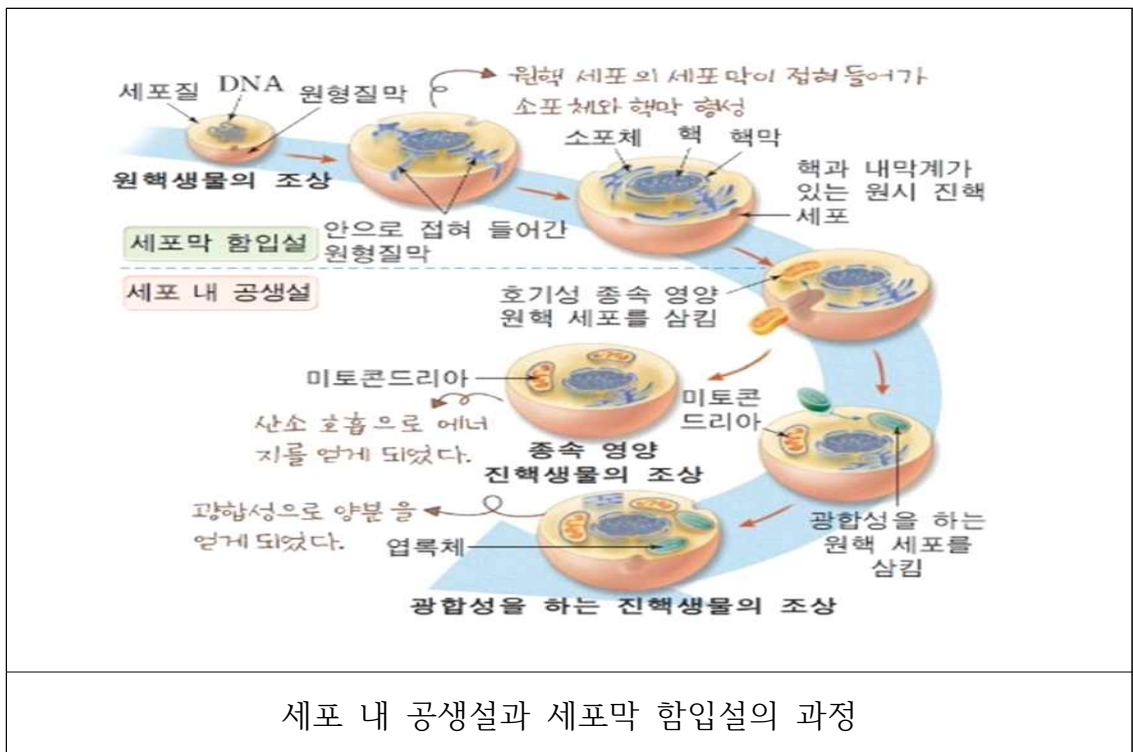 세포질
DNA
원형질막
원핵 세포의 세포막이 접혀 들어가
소포체와 핵막 형성
소포체
핵
핵막
원핵생물의 조상
핵과 내막계가
있는 원시 진핵
세포
세포막 함입설
안으로 접혀 들어간
원형질막
세포 내 공생설
호기성 종속 영양
원핵 세포를 삼킴
미토콘드리아
미토콘
드리아
산소 호흡으로 에너
지를 얻게 되었다.
종속 영양
진핵생물의 조상
광합성으로 양분을
얻게 되었다.
엽록체
광합성을 하는
원핵 세포를
삼킴
광합성을 하는 진핵생물의 조상
세포 내 공생설과 세포막 함입설의 과정